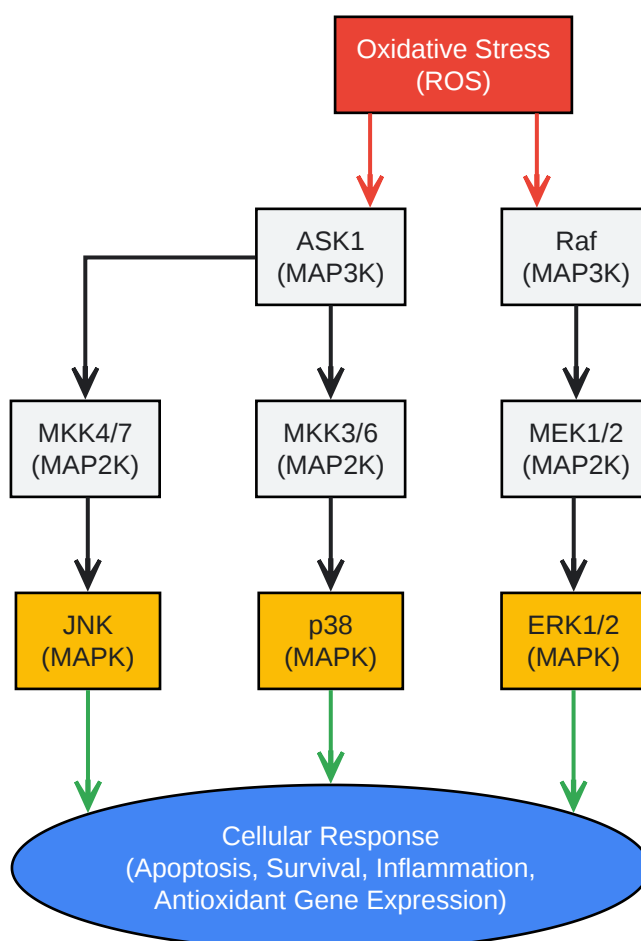 Oxidative Stress
(ROS)
ASK1
(MAP3K)
Raf
(MAP3K)
MKK4/7
(MAP2K)
MKK3/6
(MAP2K)
MEK1/2
(MAP2K)
JNK
(MAPK)
p38
(MAPK)
ERK1/2
(MAPK)
Cellular Response
(Apoptosis, Survival, Inflammation,
Antioxidant Gene Expression)